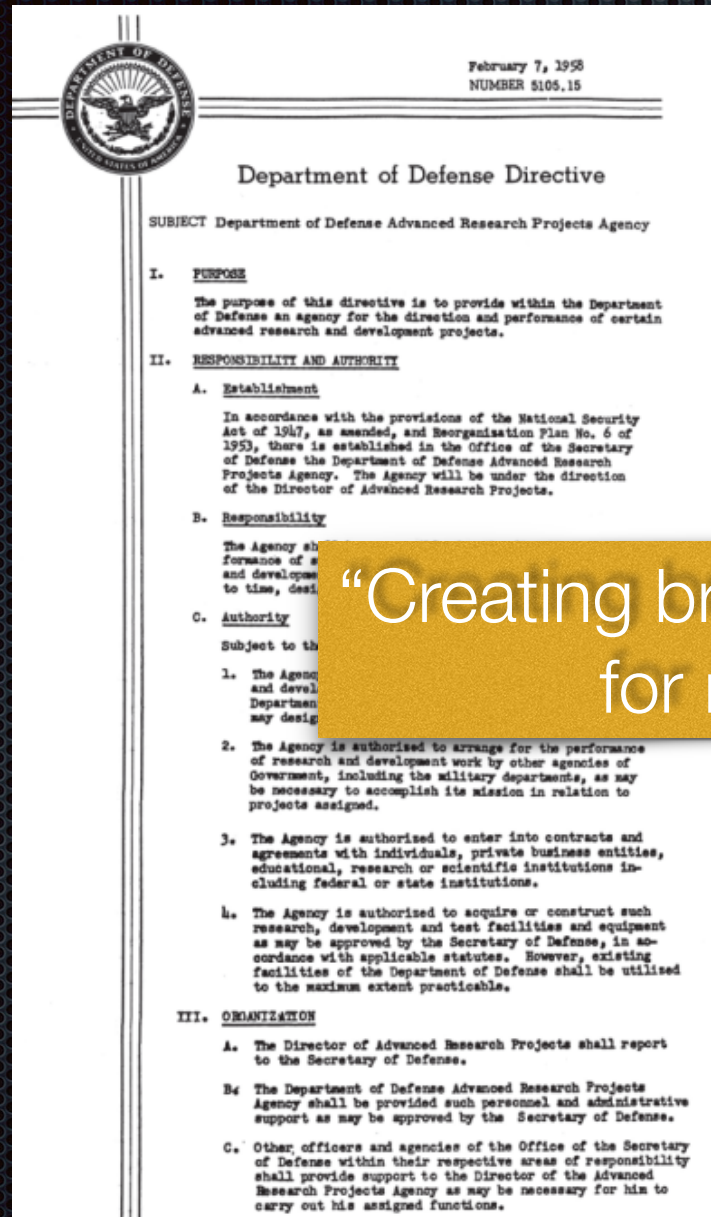 DEPARTMENT OF DEFENSE
UNITED STATES OF AMERICA
February 7, 1958
NUMBER 5105.15
Department of Defense Directive
SUBJECT Department of Defense Advanced Research Projects Agency
I. PURPOSE
The purpose of this directive is to provide within the Department
of Defense an agency for the direction and performance of certain
advanced research and development projects.
II. RESPONSIBILITY AND AUTHORITY
A. Establishment
In accordance with the provisions of the National Security
Act of 1947, as amended, and Reorganization Plan No. 6 of
1953, there is established in the Office of the Secretary
of Defense the Department of Defense Advanced Research
Projects Agency. The Agency will be under the direction
of the Director of Advanced Research Projects.
B. Responsibility
The Agency sh
formance of
and developme
to time, desi
C. Authority
Subject to th
1. The Agenc
and devel
Departmen
may desig
“Creating br
for
2. The Agency is authorized to arrange for the performance
of research and development work by other agencies of
Government, including the military departments, as may
be necessary to accomplish its mission in relation to
projects assigned.
3. The Agency is authorized to enter into contracts and
agreements with individuals, private business entities,
educational, research or scientific institutions in-
cluding federal or state institutions.
4. The Agency is authorized to acquire or construct such
research, development and test facilities and equipment
as may be approved by the Secretary of Defense, in ac-
cordance with applicable statutes. However, existing
facilities of the Department of Defense shall be utilized
to the maximum extent practicable.
III. ORGANIZATION
A. The Director of Advanced Research Projects shall report
to the Secretary of Defense.
B. The Department of Defense Advanced Research Projects
Agency shall be provided such personnel and administrative
support as may be approved by the Secretary of Defense.
C. Other officers and agencies of the Office of the Secretary
of Defense within their respective areas of responsibility
shall provide support to the Director of the Advanced
Research Projects Agency as may be necessary for him to
carry out his assigned functions.